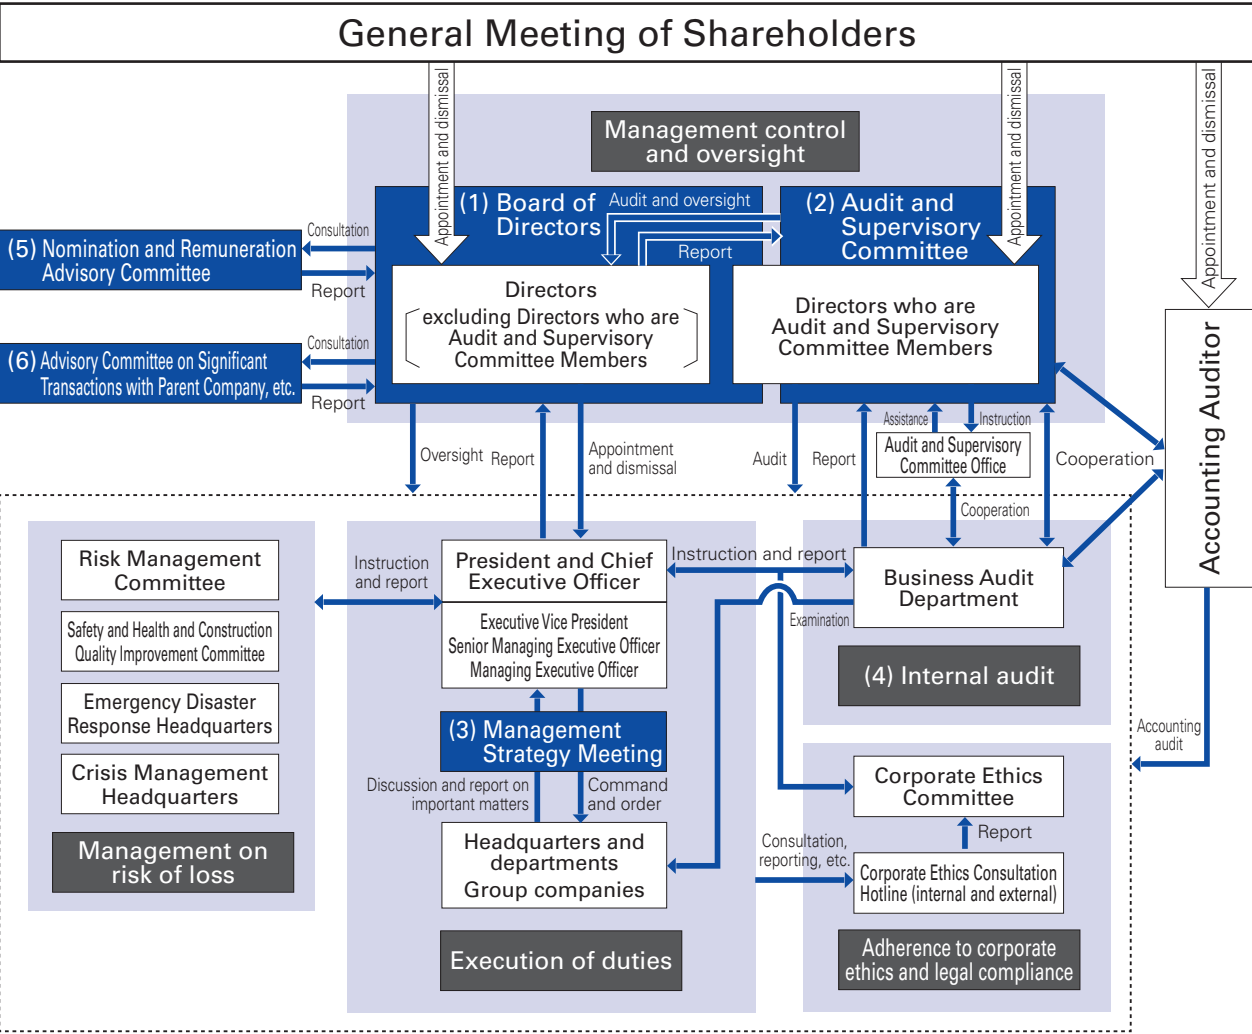 General Meeting of Shareholders
Appointment and dismissal
Appointment and dismissal
Appointment and dismissal
Management control
and oversight
(1) Board of
Directors
Audit and oversight
Report
(2) Audit and
Supervisory
Committee
(5) Nomination and Remuneration
Advisory Committee
Consultation
Report
(6) Advisory Committee on Significant
Transactions with Parent Company, etc.
Consultation
Report
Directors
excluding Directors who are
Audit and Supervisory
Committee Members
Directors who are
Audit and Supervisory
Committee Members
Accounting Auditor
Oversight
Report
Appointment
and dismissal
Audit
Report
Assistance
Instruction
Audit and Supervisory
Committee Office
Cooperation
Cooperation
Risk Management
Committee
Safety and Health and Construction
Quality Improvement Committee
Emergency Disaster
Response Headquarters
Crisis Management
Headquarters
Management on
risk of loss
Instruction
and report
President and Chief
Executive Officer
Executive Vice President
Senior Managing Executive Officer
Managing Executive Officer
(3) Management
Strategy Meeting
Discussion and report on
important matters
Command
and order
Headquarters and
departments
Group companies
Execution of duties
Instruction and report
Examination
Business Audit
Department
(4) Internal audit
Accounting
audit
Corporate Ethics
Committee
Report
Consultation,
reporting, etc.
Corporate Ethics Consultation
Hotline (internal and external)
Adherence to corporate
ethics and legal compliance